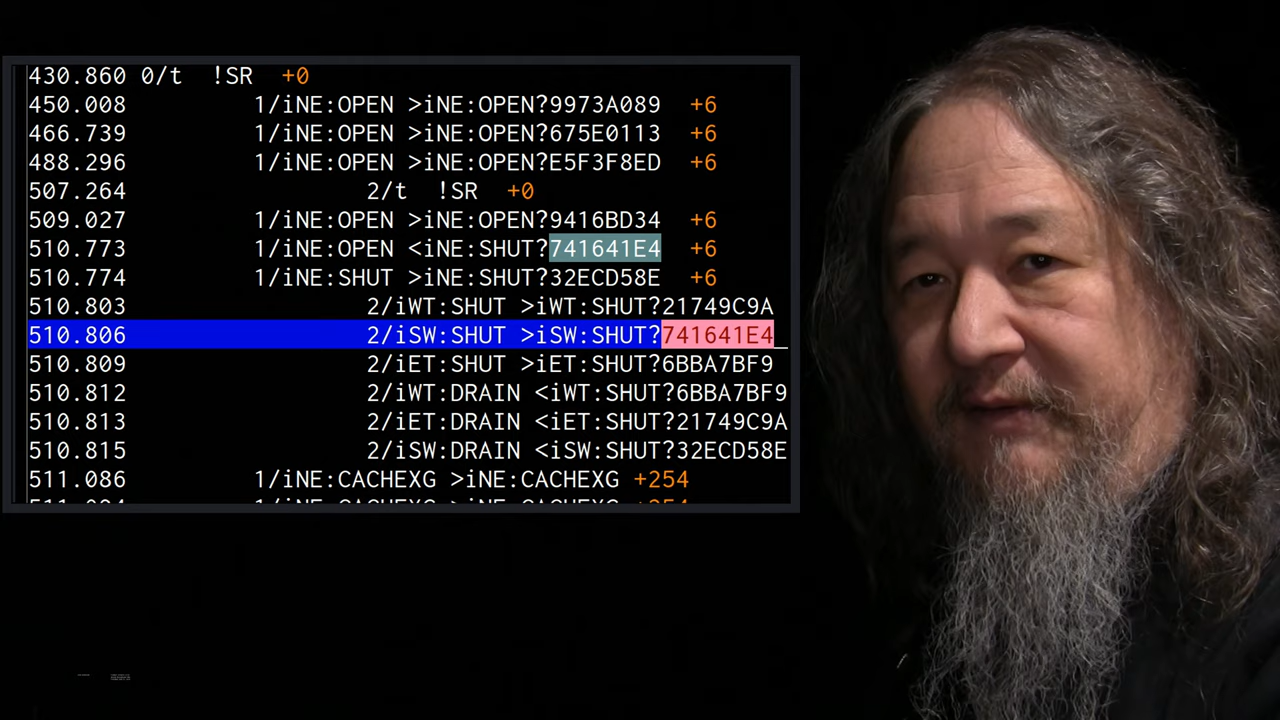 430.860 0/t !SR +0
450.008 1/iNE:OPEN >iNE:OPEN?9973A089 +6
466.739 1/iNE:OPEN >iNE:OPEN?675E0113 +6
488.296 1/iNE:OPEN >iNE:OPEN?E5F3F8ED +6
507.264 2/t !SR +0
509.027 1/iNE:OPEN >iNE:OPEN?9416BD34 +6
510.773 1/iNE:OPEN <iNE:SHUT?741641E4 +6
510.774 1/iNE:SHUT >iNE:SHUT?32ECD58E +6
510.803 2/iWT:SHUT >iWT:SHUT?21749C9A
510.806 2/iSW:SHUT >iSW:SHUT?741641E4_
510.809 2/iET:SHUT >iET:SHUT?6BBA7BF9
510.812 2/iWT:DRAIN <iWT:SHUT?6BBA7BF9
510.813 2/iET:DRAIN <iET:SHUT?21749C9A
510.815 2/iSW:DRAIN <iSW:SHUT?32ECD58E
511.086 1/iNE:CACHEXG >iNE:CACHEXG +254